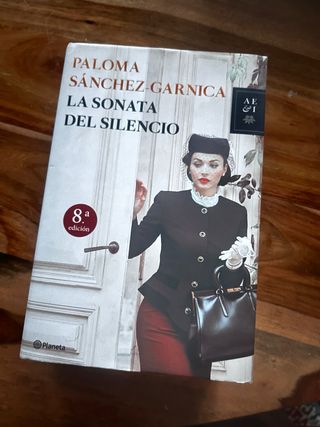 PALOMA
SÁNCHEZ-GARNICA
LA SONATA
DEL SILENCIO
AE
&I
8.ª
edición
Planeta